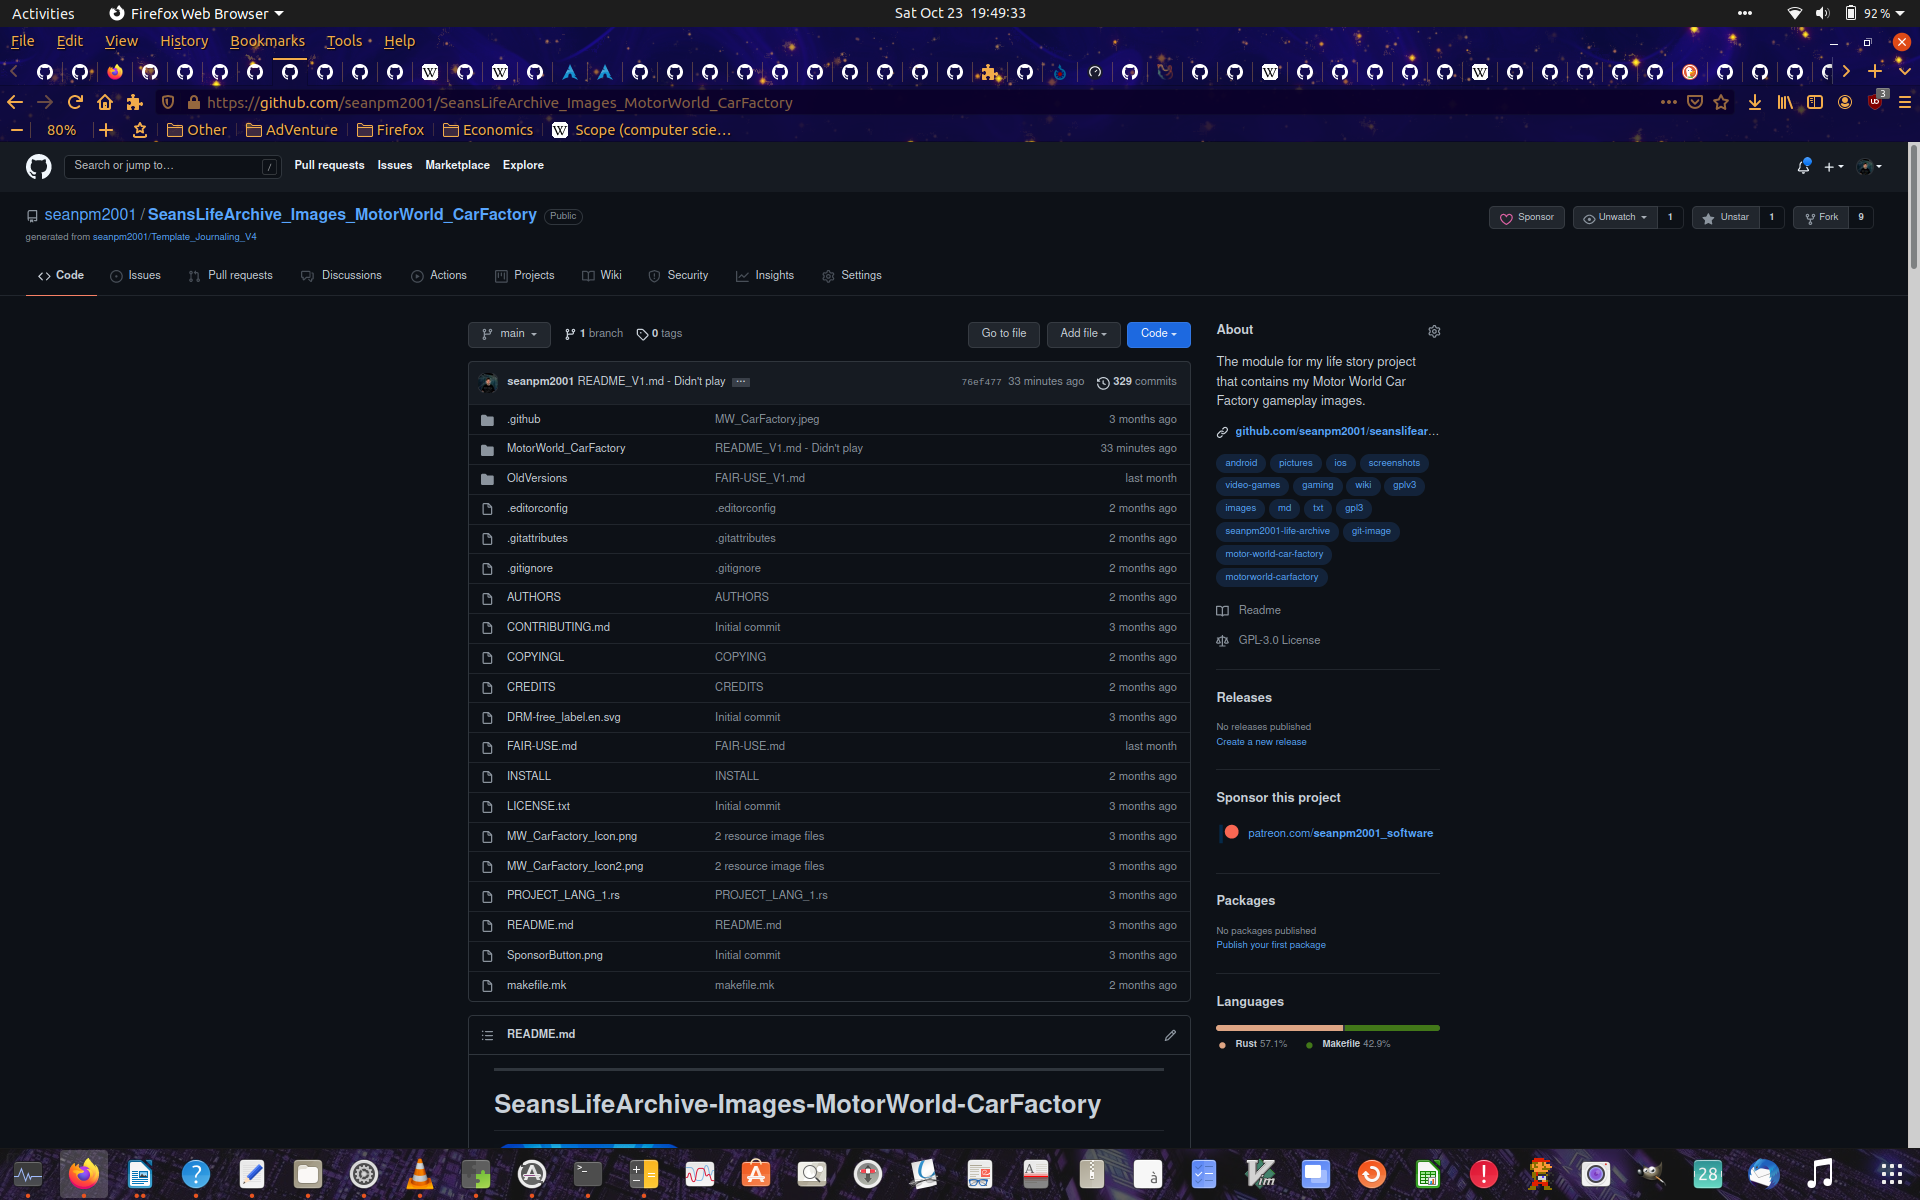 Activities Firefox Web Browser Sat Oct 23 19:49:33 92 %
File Edit View History Bookmarks Tools Help
https://github.com/seanpm2001/SeansLifeArchive_Images_MotorWorld_CarFactory 3
80% Other AdVenture Firefox Economics Scope (computer scie…
Search or jump to… / Pull requests Issues Marketplace Explore
seanpm2001 / SeansLifeArchive_Images_MotorWorld_CarFactory Public Sponsor Unwatch 1 Unstar 1 Fork 9
generated from seanpm2001/Template_Journaling_V4
Code Issues Pull requests Discussions Actions Projects Wiki Security Insights Settings
main 1 branch 0 tags Go to file Add file Code
seanpm2001 README_V1.md - Didn't play … 76ef477 33 minutes ago 329 commits
.github MW_CarFactory.jpeg 3 months ago
MotorWorld_CarFactory README_V1.md - Didn't play 33 minutes ago
OldVersions FAIR-USE_V1.md last month
.editorconfig .editorconfig 2 months ago
.gitattributes .gitattributes 2 months ago
.gitignore .gitignore 2 months ago
AUTHORS AUTHORS 2 months ago
CONTRIBUTING.md Initial commit 3 months ago
COPYINGL COPYING 2 months ago
CREDITS CREDITS 2 months ago
DRM-free_label.en.svg Initial commit 3 months ago
FAIR-USE.md FAIR-USE.md last month
INSTALL INSTALL 2 months ago
LICENSE.txt Initial commit 3 months ago
MW_CarFactory_Icon.png 2 resource image files 3 months ago
MW_CarFactory_Icon2.png 2 resource image files 3 months ago
PROJECT_LANG_1.rs PROJECT_LANG_1.rs 3 months ago
README.md README.md 3 months ago
SponsorButton.png Initial commit 3 months ago
makefile.mk makefile.mk 2 months ago
README.md
SeansLifeArchive-Images-MotorWorld-CarFactory
About
The module for my life story project
that contains my Motor World Car
Factory gameplay images.
github.com/seanpm2001/seanslifear…
android pictures ios screenshots
video-games gaming wiki gplv3
images md txt gpl3
seanpm2001-life-archive git-image
motor-world-car-factory
motorworld-carfactory
Readme
GPL-3.0 License
Releases
No releases published
Create a new release
Sponsor this project
patreon.com/seanpm2001_software
Packages
No packages published
Publish your first package
Languages
Rust 57.1% Makefile 42.9%
28